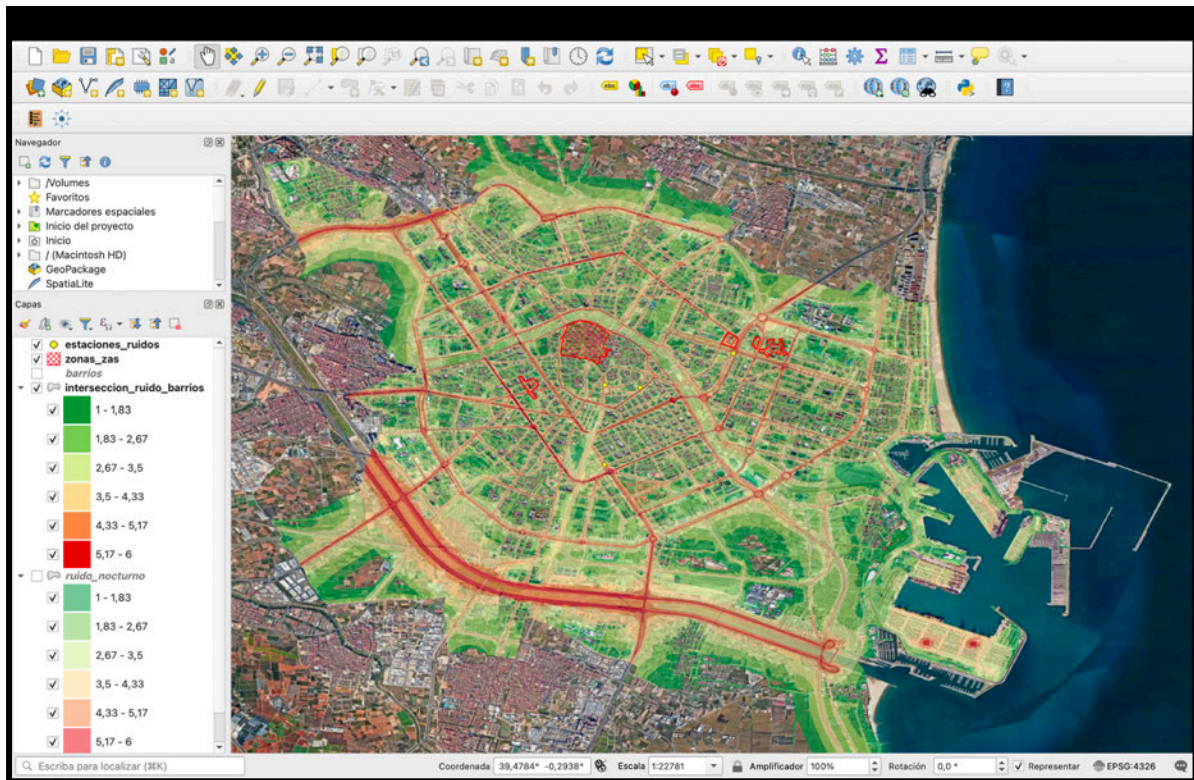 abc
abc
abc
Navegador
/Volumes
Favoritos
Marcadores espaciales
Inicio del proyecto
Inicio
/ (Macintosh HD)
GeoPackage
SpatiaLite
Capas
estaciones_ruidos
zonas_zas
barrios
interseccion_ruido_barrios
1 - 1,83
1,83 - 2,67
2,67 - 3,5
3,5 - 4,33
4,33 - 5,17
5,17 - 6
ruido_nocturno
1 - 1,83
1,83 - 2,67
2,67 - 3,5
3,5 - 4,33
4,33 - 5,17
5,17 - 6
Escriba para localizar (⌘K) Coordenada 39,4784° -0,2938° Escala 1:22781 Amplificador 100% Rotación 0,0 ° Representar EPSG:4326